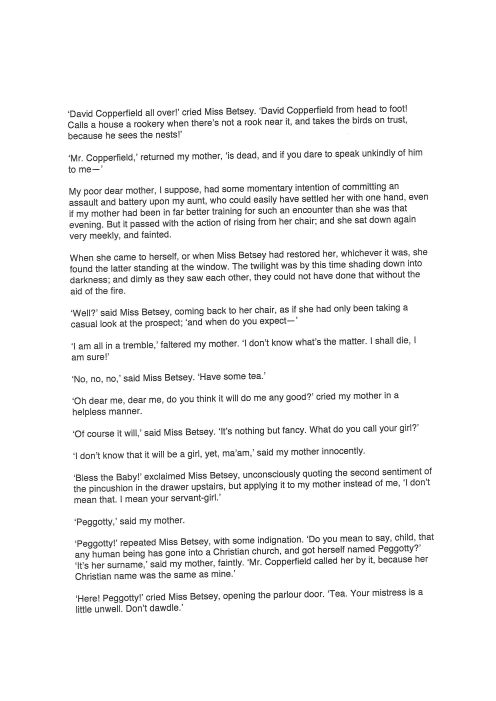 ‘David Copperfield all over!’ cried Miss Betsey. ‘David Copperfield from head to foot!
Calls a house a rookery when there’s not a rook near it, and takes the birds on trust,
because he sees the nests!’
‘Mr. Copperfield,’ returned my mother, ‘is dead, and if you dare to speak unkindly of him
to me—’
My poor dear mother, I suppose, had some momentary intention of committing an
assault and battery upon my aunt, who could easily have settled her with one hand, even
if my mother had been in far better training for such an encounter than she was that
evening. But it passed with the action of rising from her chair; and she sat down again
very meekly, and fainted.
When she came to herself, or when Miss Betsey had restored her, whichever it was, she
found the latter standing at the window. The twilight was by this time shading down into
darkness; and dimly as they saw each other, they could not have done that without the
aid of the fire.
‘Well?’ said Miss Betsey, coming back to her chair, as if she had only been taking a
casual look at the prospect; ‘and when do you expect—’
‘I am all in a tremble,’ faltered my mother. ‘I don’t know what’s the matter. I shall die, I
am sure!’
‘No, no, no,’ said Miss Betsey. ‘Have some tea.’
‘Oh dear me, dear me, do you think it will do me any good?’ cried my mother in a
helpless manner.
‘Of course it will,’ said Miss Betsey. ‘It’s nothing but fancy. What do you call your girl?’
‘I don’t know that it will be a girl, yet, ma’am,’ said my mother innocently.
‘Bless the Baby!’ exclaimed Miss Betsey, unconsciously quoting the second sentiment of
the pincushion in the drawer upstairs, but applying it to my mother instead of me, ‘I don’t
mean that. I mean your servant-girl.’
‘Peggotty,’ said my mother.
‘Peggotty!’ repeated Miss Betsey, with some indignation. ‘Do you mean to say, child, that
any human being has gone into a Christian church, and got herself named Peggotty?’
‘It’s her surname,’ said my mother, faintly. ‘Mr. Copperfield called her by it, because her
Christian name was the same as mine.’
‘Here! Peggotty!’ cried Miss Betsey, opening the parlour door. ‘Tea. Your mistress is a
little unwell. Don’t dawdle.’